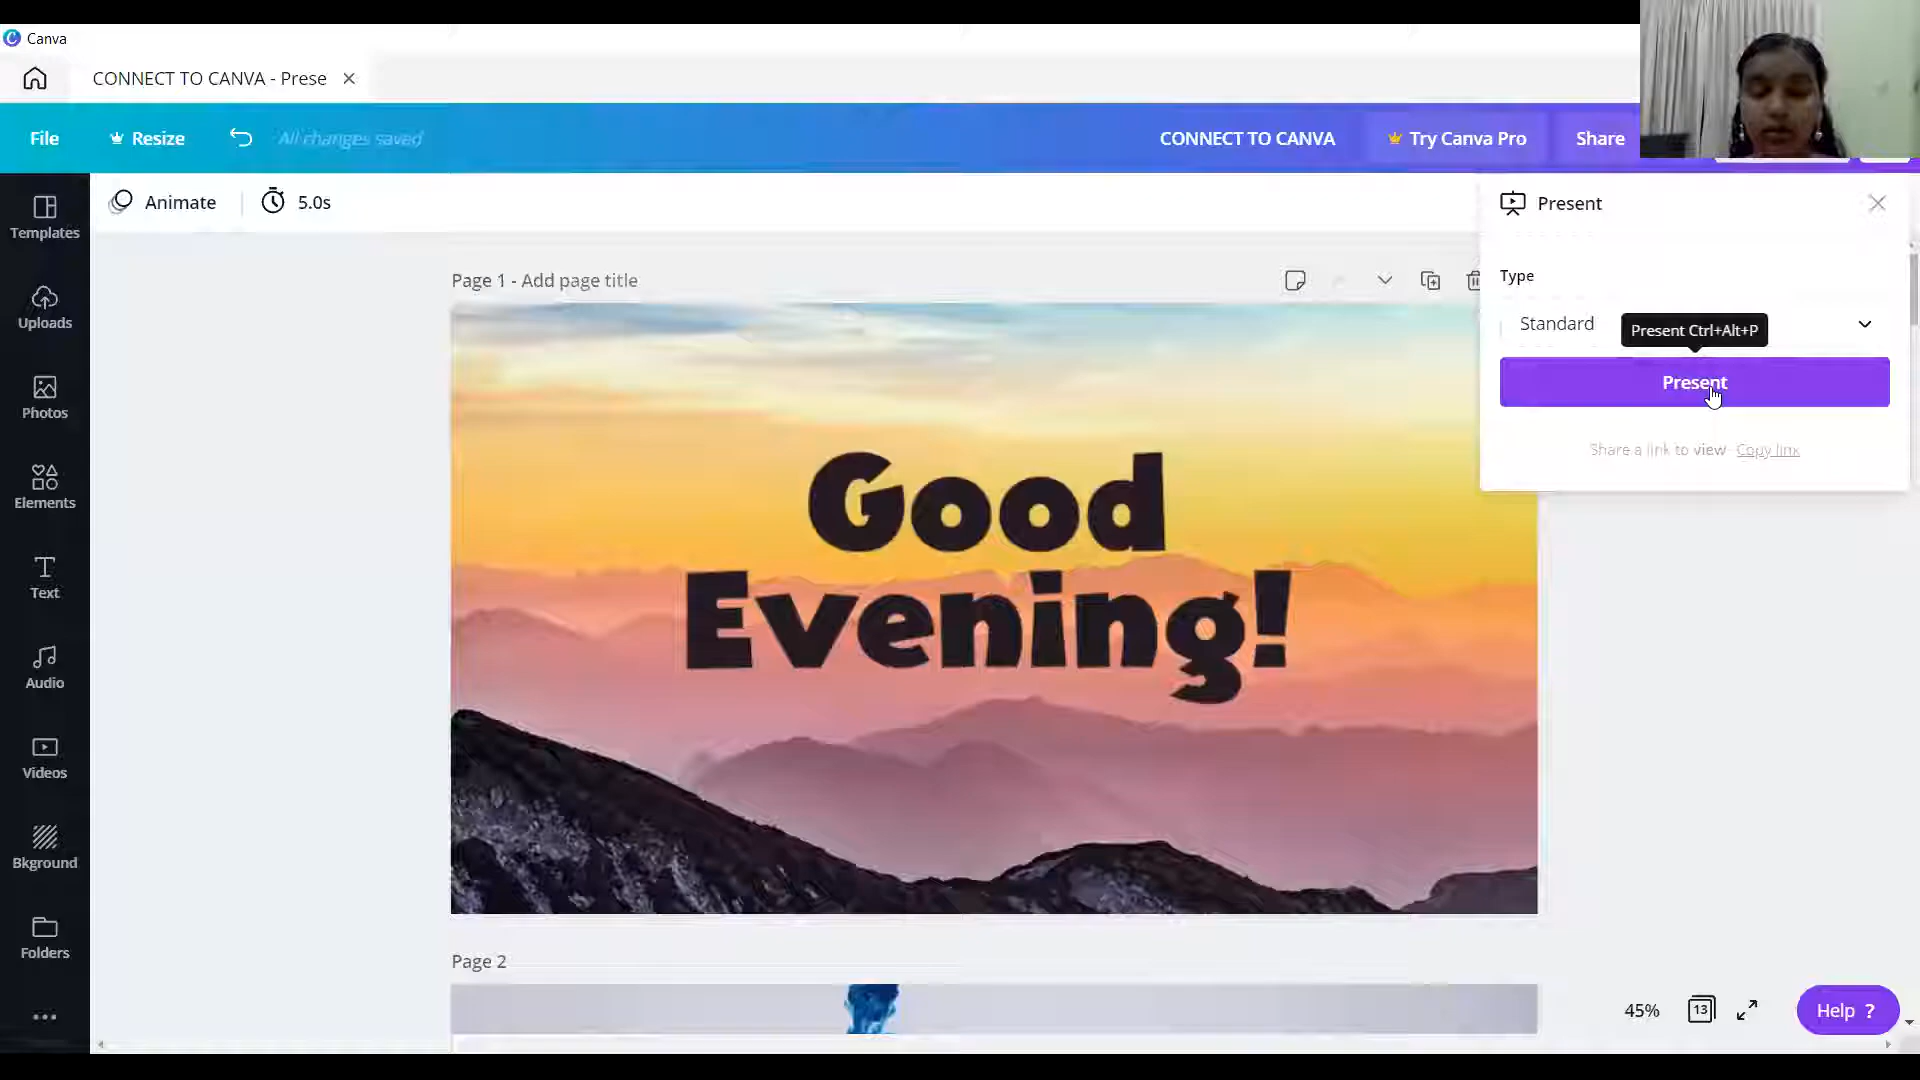 Canva
CONNECT TO CANVA - Prese
File
Resize
All changes saved
CONNECT TO CANVA
Try Canva Pro
Share
Templates
Uploads
Photos
Elements
Text
Audio
Videos
Bkground
Folders
Animate
5.0s
Page 1 - Add page title
Good
Evening!
Page 2
Present
Type
Standard
Present Ctrl+Alt+P
Present
Share a link to view Copy link
45%
13
Help ?